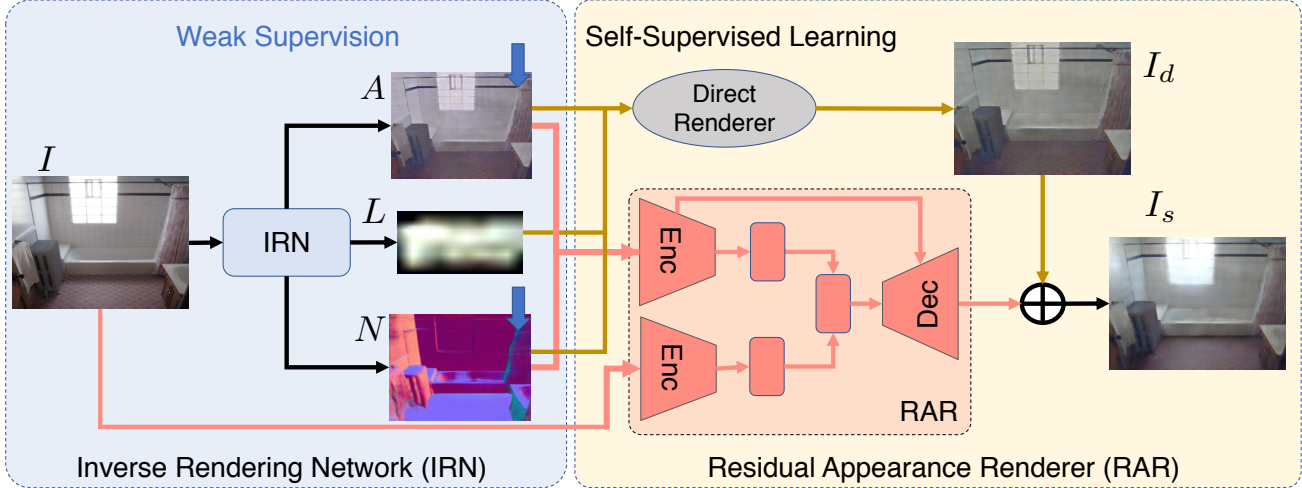 Weak Supervision
Self-Supervised Learning
A
I_d
Direct
Renderer
I
L
I_s
IRN
Enc
Dec
N
Enc
RAR
Inverse Rendering Network (IRN)
Residual Appearance Renderer (RAR)